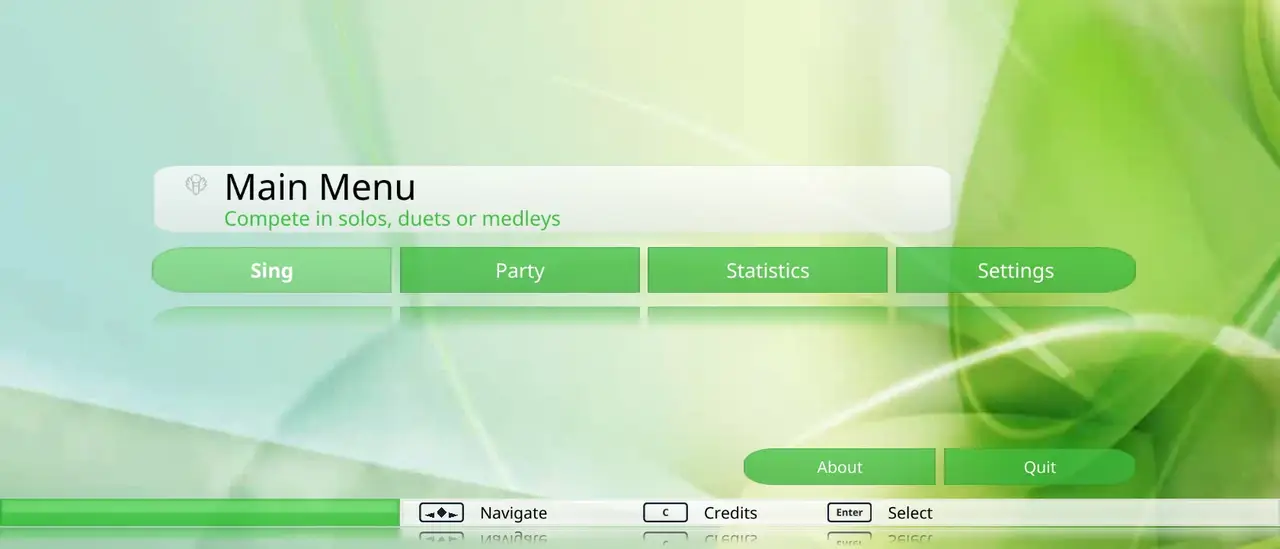 Main Menu
Compete in solos, duets or medleys
Sing Party Statistics Settings
About Quit
Navigate C Credits Enter Select